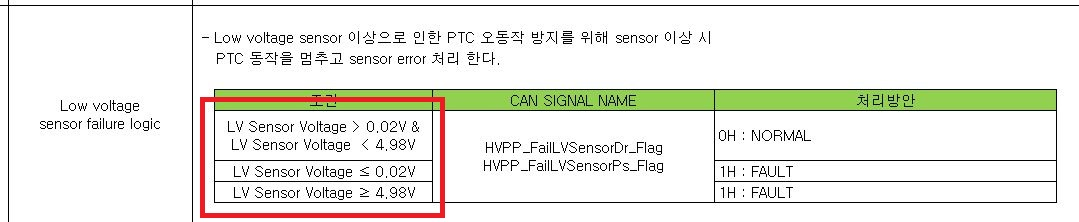 Low voltage
sensor failure logic
- Low voltage sensor 이상으로 인한 PTC 오동작 방지를 위해 sensor 이상 시
PTC 동작을 멈추고 sensor error 처리 한다.
조건
CAN SIGNAL NAME
처리방안
LV Sensor Voltage > 0.02V &
LV Sensor Voltage < 4.98V
HVPP_FailLVSensorDr_Flag
HVPP_FailLVSensorPs_Flag
0H : NORMAL
LV Sensor Voltage ≤ 0.02V
1H : FAULT
LV Sensor Voltage ≥ 4.98V
1H : FAULT